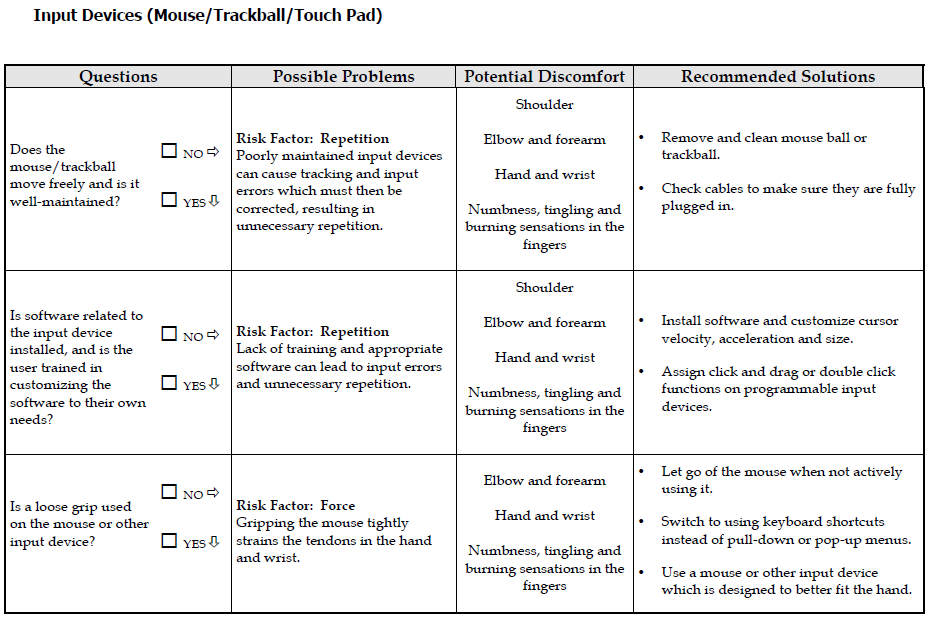 Input Devices (Mouse/Trackball/Touch Pad)
Questions
Possible Problems
Potential Discomfort
Recommended Solutions
Does the
mouse/trackball
move freely and is it
well-maintained?
NO ⇨
YES ⇩
Risk Factor: Repetition
Poorly maintained input devices
can cause tracking and input
errors which must then be
corrected, resulting in
unnecessary repetition.
Shoulder
Elbow and forearm
Hand and wrist
Numbness, tingling and
burning sensations in the
fingers
• Remove and clean mouse ball or
trackball.
• Check cables to make sure they are fully
plugged in.
Is software related to
the input device
installed, and is the
user trained in
customizing the
software to their own
needs?
NO ⇨
YES ⇩
Risk Factor: Repetition
Lack of training and appropriate
software can lead to input errors
and unnecessary repetition.
Shoulder
Elbow and forearm
Hand and wrist
Numbness, tingling and
burning sensations in the
fingers
• Install software and customize cursor
velocity, acceleration and size.
• Assign click and drag or double click
functions on programmable input
devices.
Is a loose grip used
on the mouse or other
input device?
NO ⇨
YES ⇩
Risk Factor: Force
Gripping the mouse tightly
strains the tendons in the hand
and wrist.
Elbow and forearm
Hand and wrist
Numbness, tingling and
burning sensations in the
fingers
• Let go of the mouse when not actively
using it.
• Switch to using keyboard shortcuts
instead of pull-down or pop-up menus.
• Use a mouse or other input device
which is designed to better fit the hand.